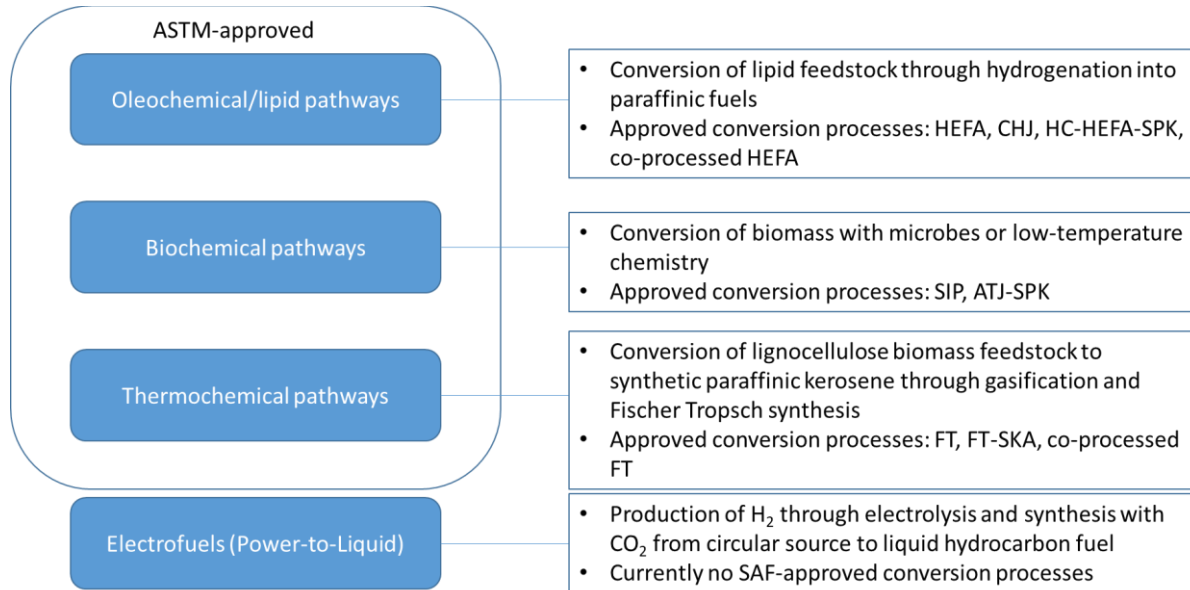 ASTM-approved
Oleochemical/lipid pathways
• Conversion of lipid feedstock through hydrogenation into
paraffinic fuels
• Approved conversion processes: HEFA, CHJ, HC-HEFA-SPK,
co-processed HEFA
Biochemical pathways
• Conversion of biomass with microbes or low-temperature
chemistry
• Approved conversion processes: SIP, ATJ-SPK
Thermochemical pathways
• Conversion of lignocellulose biomass feedstock to
synthetic paraffinic kerosene through gasification and
Fischer Tropsch synthesis
• Approved conversion processes: FT, FT-SKA, co-processed
FT
Electrofuels (Power-to-Liquid)
• Production of H₂ through electrolysis and synthesis with
CO₂ from circular source to liquid hydrocarbon fuel
• Currently no SAF-approved conversion processes